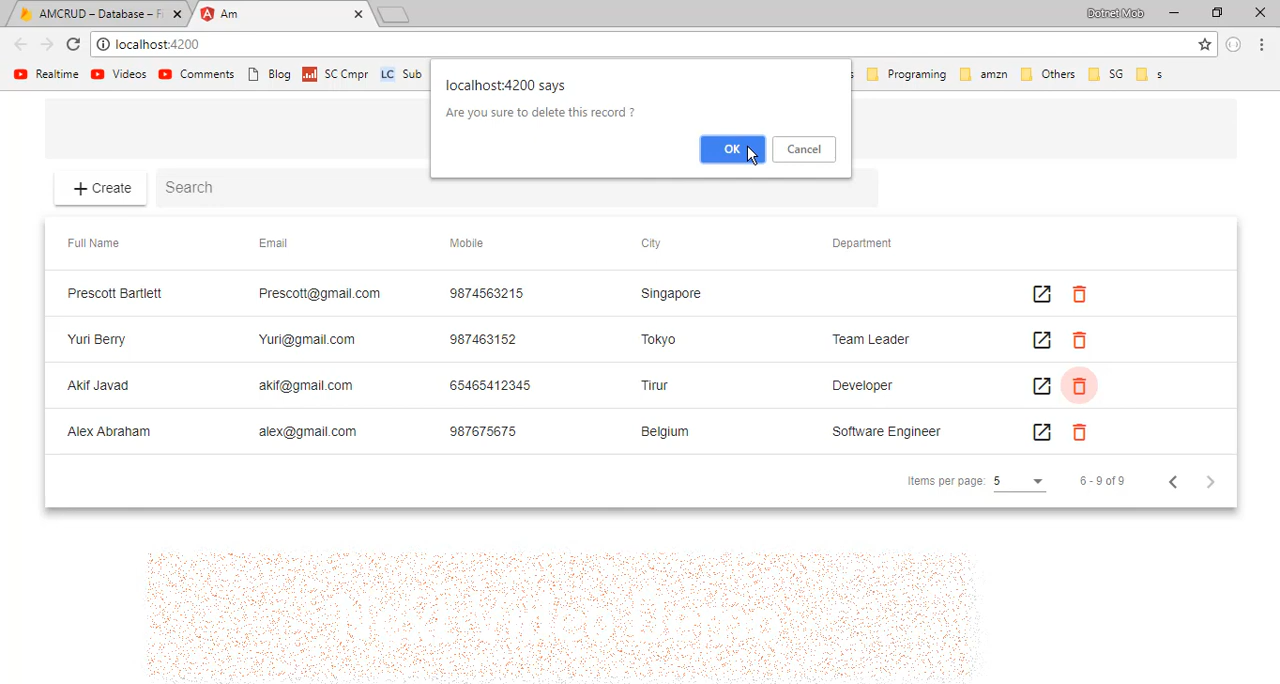 AMCRUD – Database – Fi
Am
Dotnet Mob
localhost:4200
Realtime Videos Comments Blog SC Cmpr LC Sub s Programing amzn Others SG s
localhost:4200 says
Are you sure to delete this record ?
OK Cancel
Create Search
Full Name Email Mobile City Department
Prescott Bartlett Prescott@gmail.com 9874563215 Singapore
Yuri Berry Yuri@gmail.com 987463152 Tokyo Team Leader
Akif Javad akif@gmail.com 65465412345 Tirur Developer
Alex Abraham alex@gmail.com 987675675 Belgium Software Engineer
Items per page: 5 6 - 9 of 9